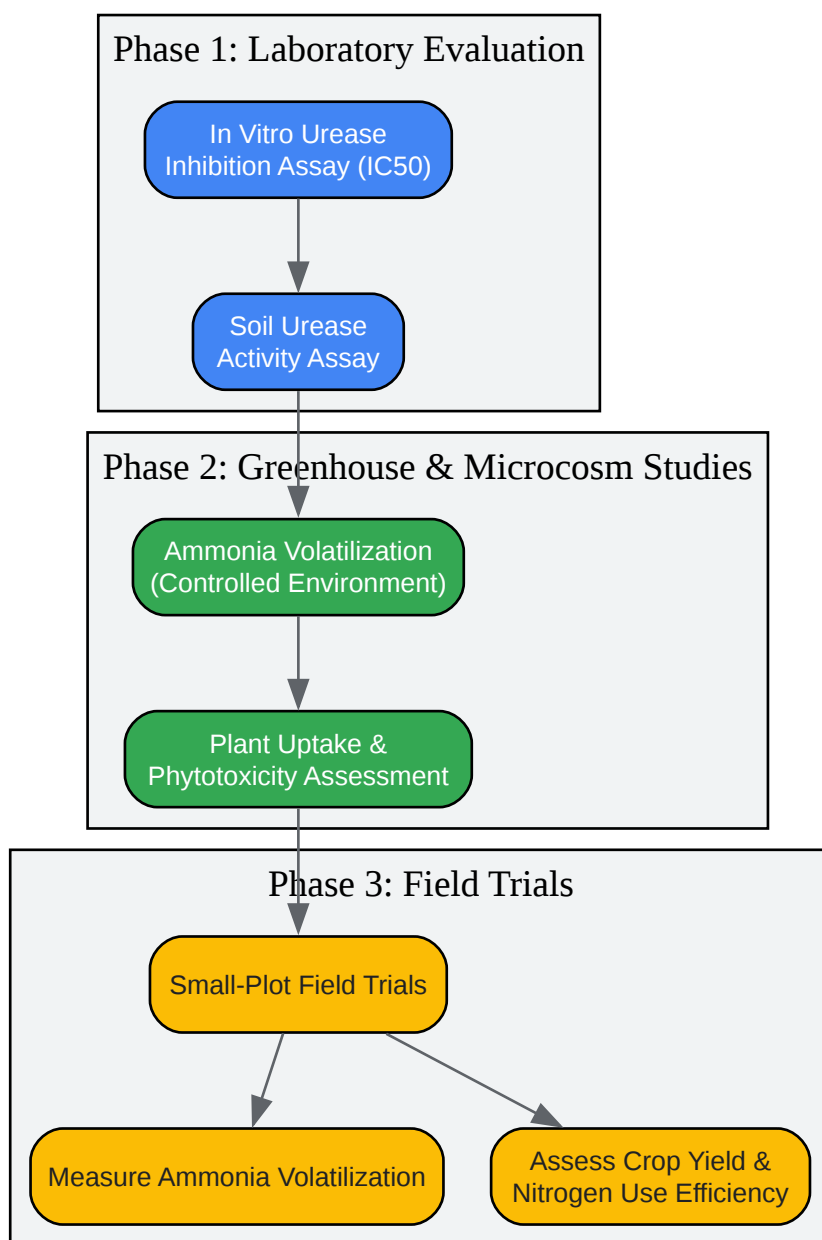 Phase 1: Laboratory Evaluation
In Vitro Urease
Inhibition Assay (IC50)
Soil Urease
Activity Assay
Phase 2: Greenhouse & Microcosm Studies
Ammonia Volatilization
(Controlled Environment)
Plant Uptake &
Phytotoxicity Assessment
Phase 3: Field Trials
Small-Plot Field Trials
Measure Ammonia Volatilization
Assess Crop Yield &
Nitrogen Use Efficiency